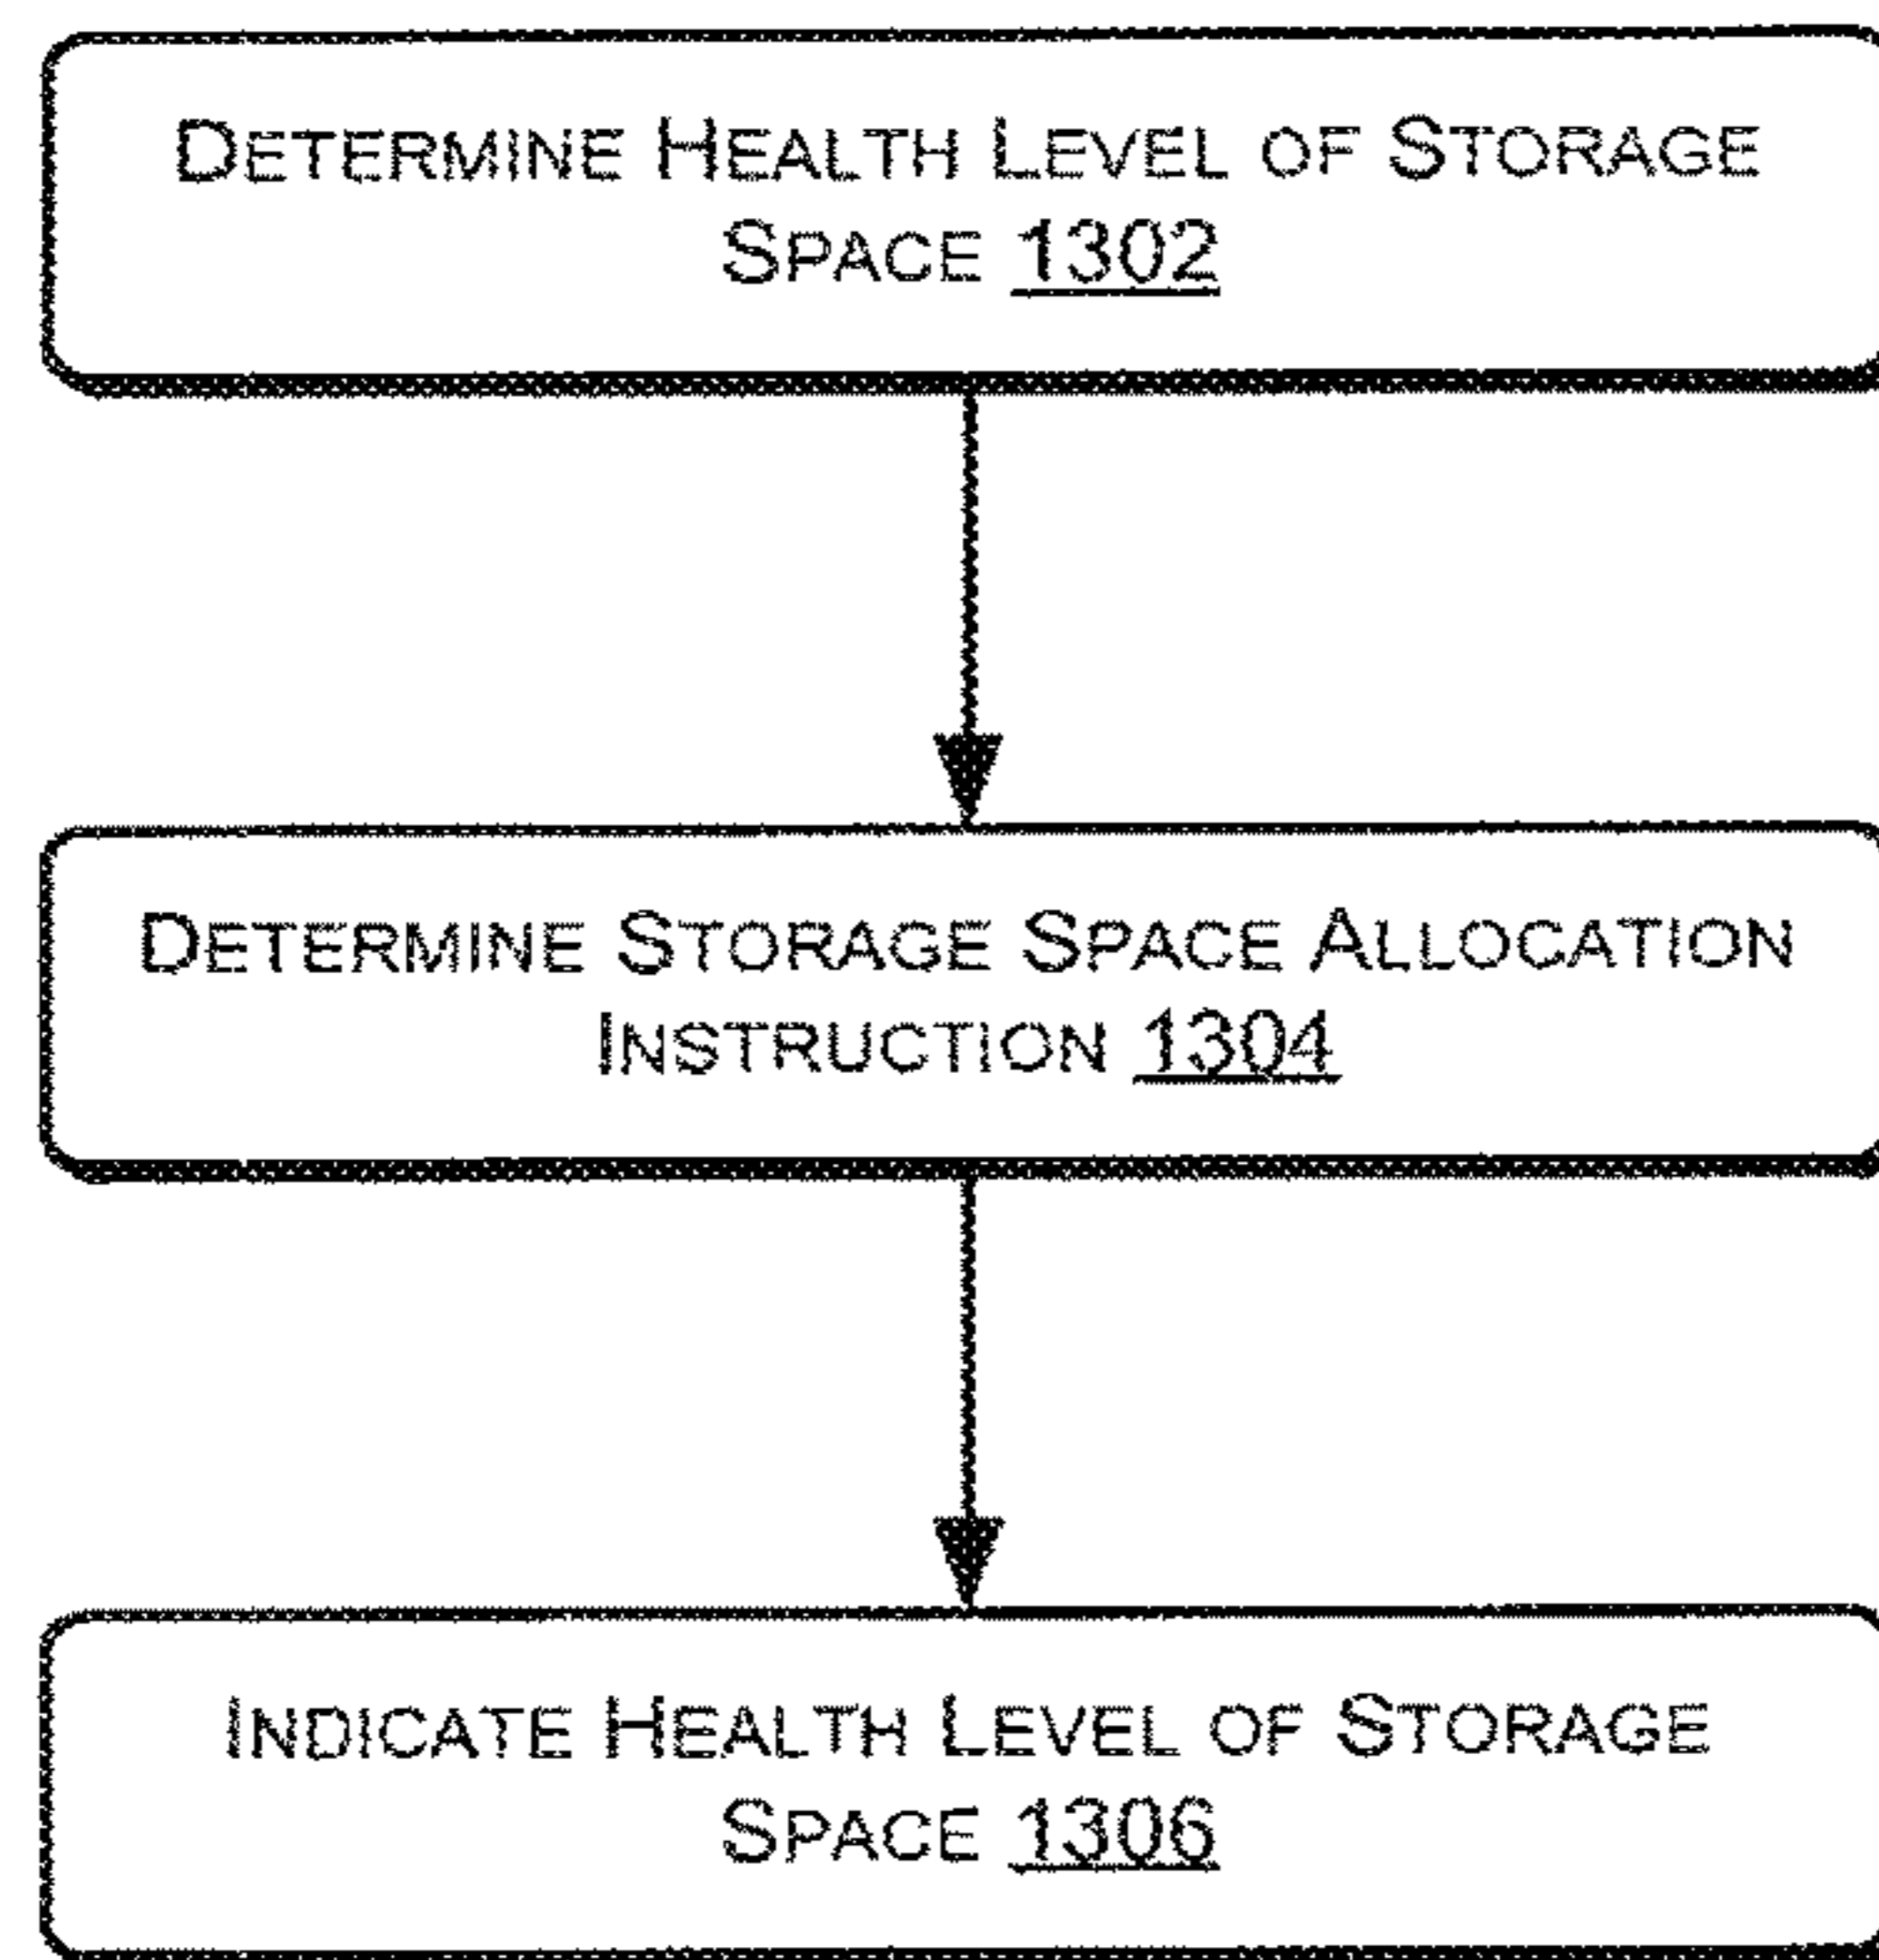 DETERMINE HEALTH LEVEL OF STORAGE
SPACE 1302
DETERMINE STORAGE SPACE ALLOCATION
INSTRUCTION 1304
INDICATE HEALTH LEVEL OF STORAGE
SPACE 1306